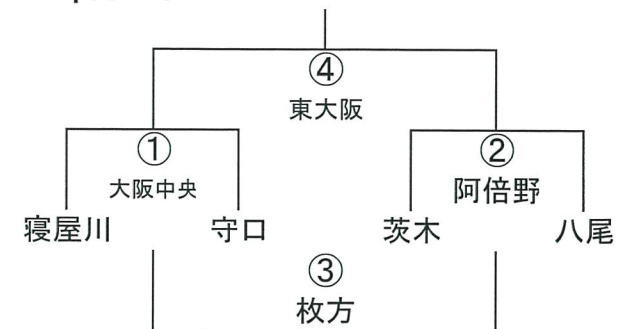 ④
東大阪
① ②
大阪中央 阿倍野
寝屋川 守口 茨木 八尾
③
枚方